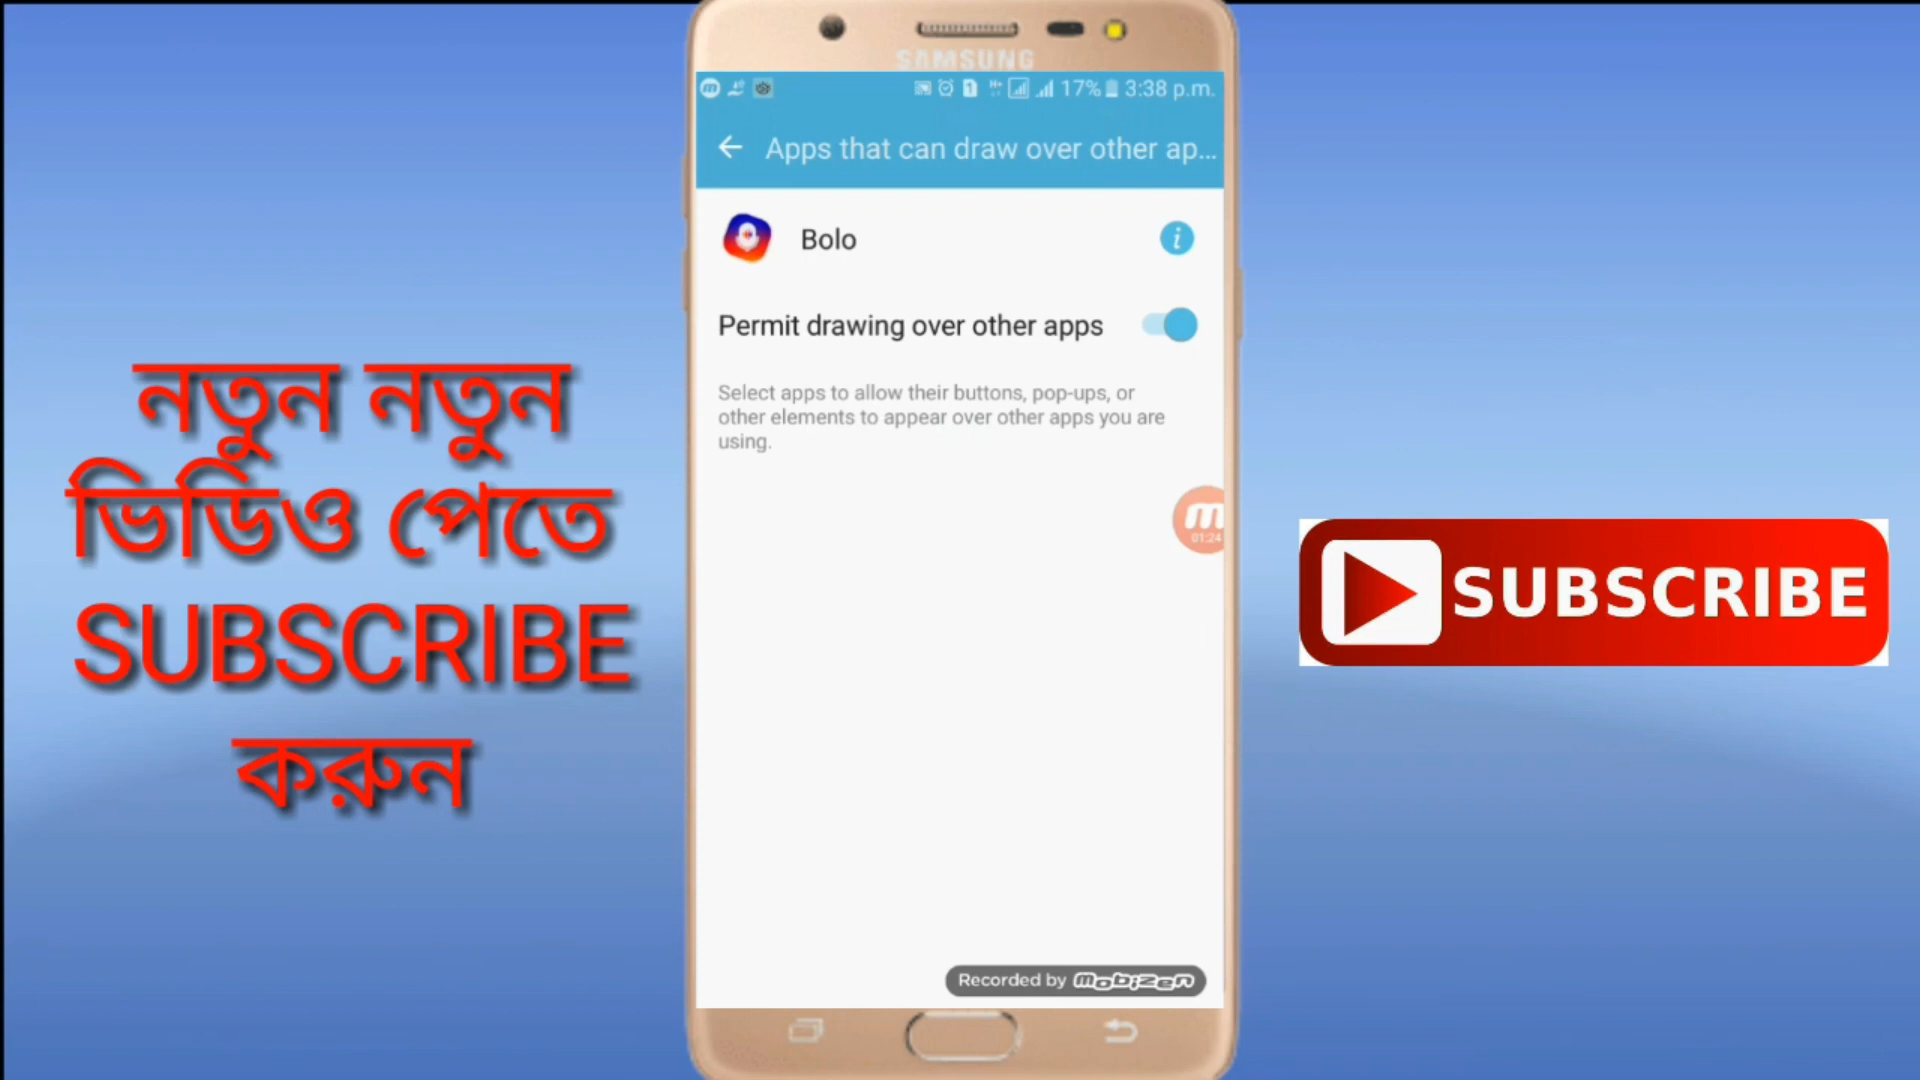 SAMSUNG
17% 3:38 p.m.
Apps that can draw over other ap...
Bolo
Permit drawing over other apps
Select apps to allow their buttons, pop-ups, or
other elements to appear over other apps you are
using.
01:24
Recorded by mobizen
নতুন নতুন
ভিডিও পেতে
SUBSCRIBE
করুন
SUBSCRIBE